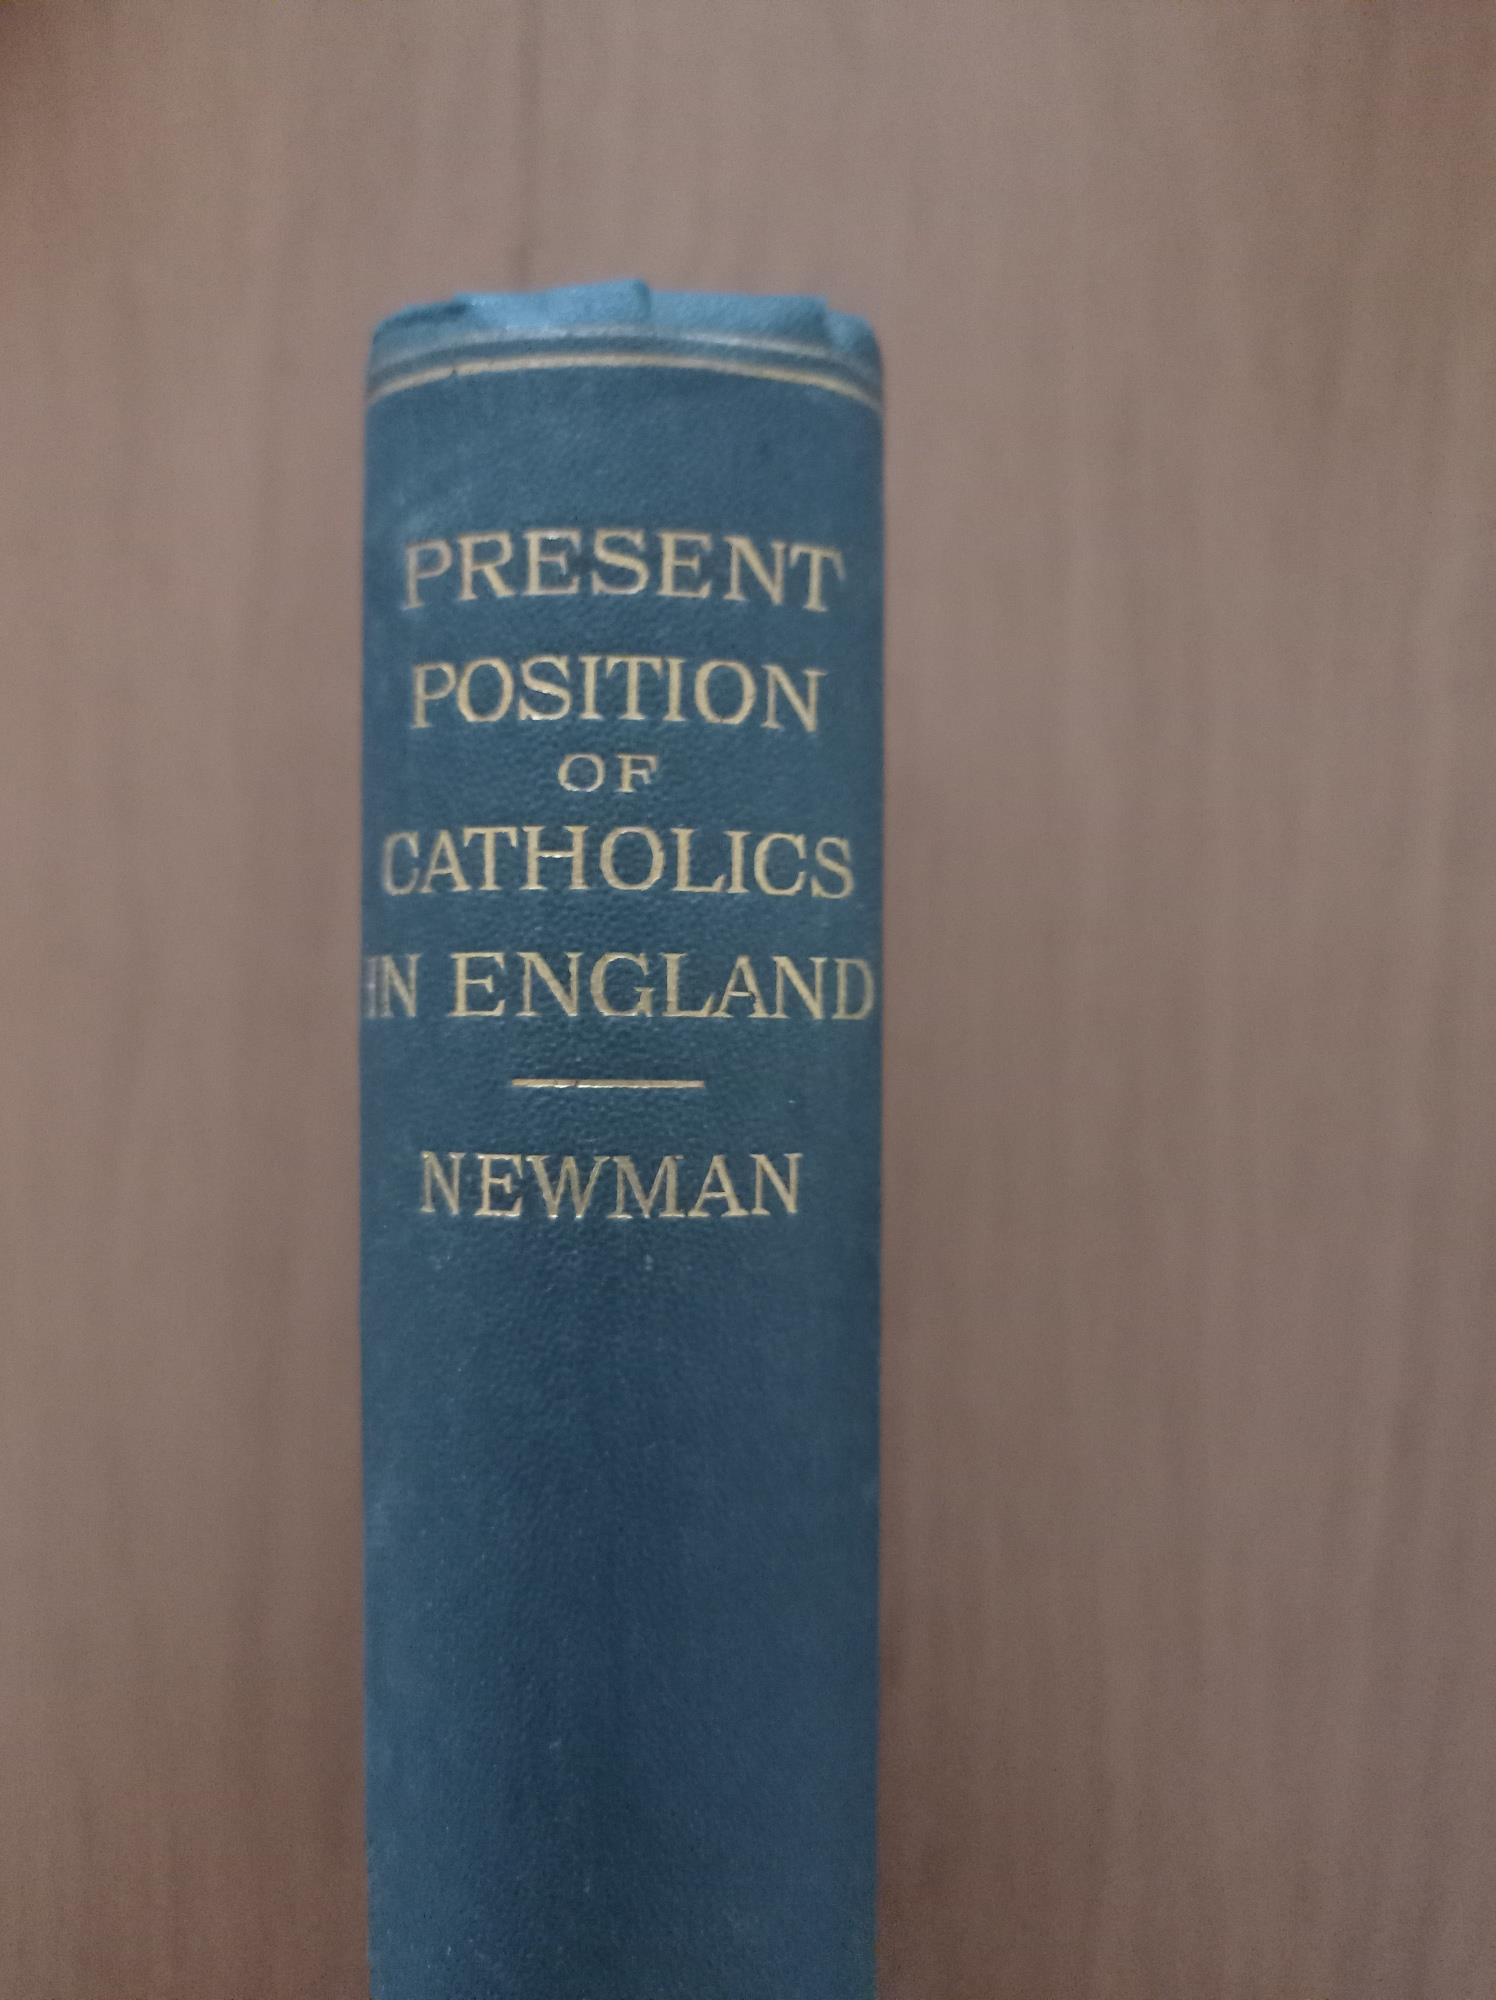 PRESENT
POSITION
OF
CATHOLICS
IN ENGLAND
NEWMAN